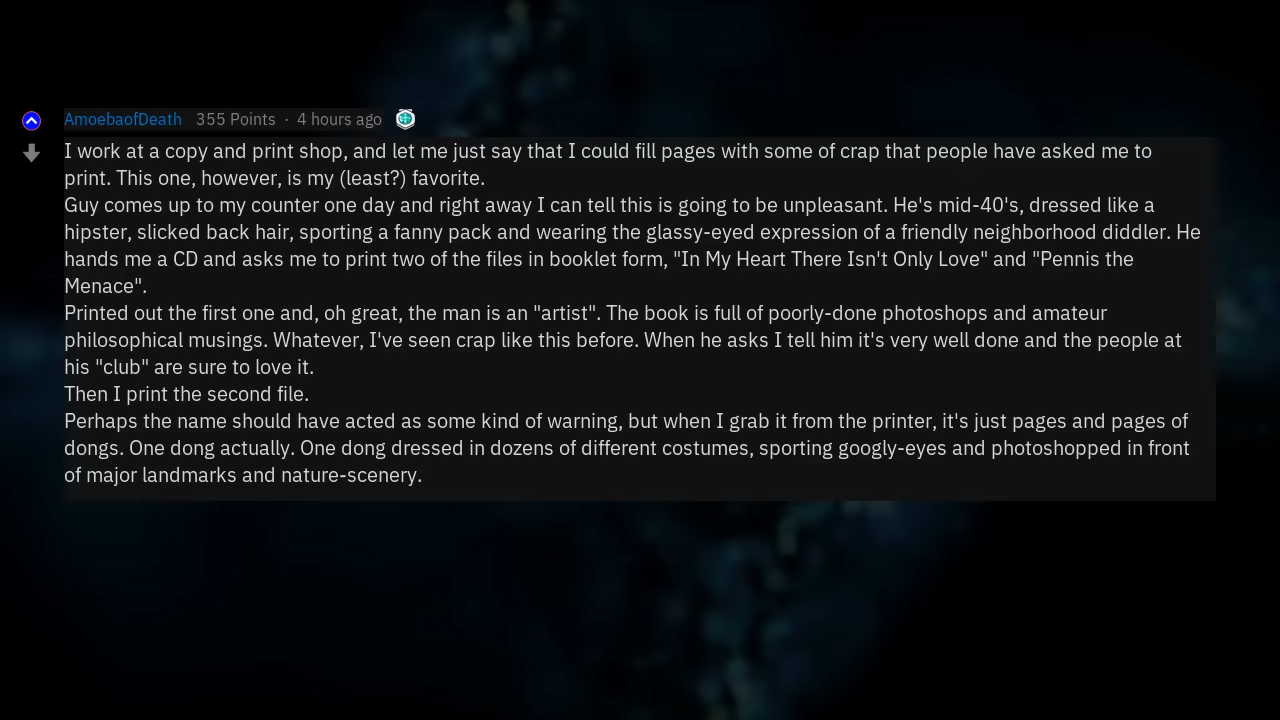 AmoebaofDeath 355 Points · 4 hours ago
I work at a copy and print shop, and let me just say that I could fill pages with some of crap that people have asked me to
print. This one, however, is my (least?) favorite.
Guy comes up to my counter one day and right away I can tell this is going to be unpleasant. He's mid-40's, dressed like a
hipster, slicked back hair, sporting a fanny pack and wearing the glassy-eyed expression of a friendly neighborhood diddler. He
hands me a CD and asks me to print two of the files in booklet form, "In My Heart There Isn't Only Love" and "Pennis the
Menace".
Printed out the first one and, oh great, the man is an "artist". The book is full of poorly-done photoshops and amateur
philosophical musings. Whatever, I've seen crap like this before. When he asks I tell him it's very well done and the people at
his "club" are sure to love it.
Then I print the second file.
Perhaps the name should have acted as some kind of warning, but when I grab it from the printer, it's just pages and pages of
dongs. One dong actually. One dong dressed in dozens of different costumes, sporting googly-eyes and photoshopped in front
of major landmarks and nature-scenery.